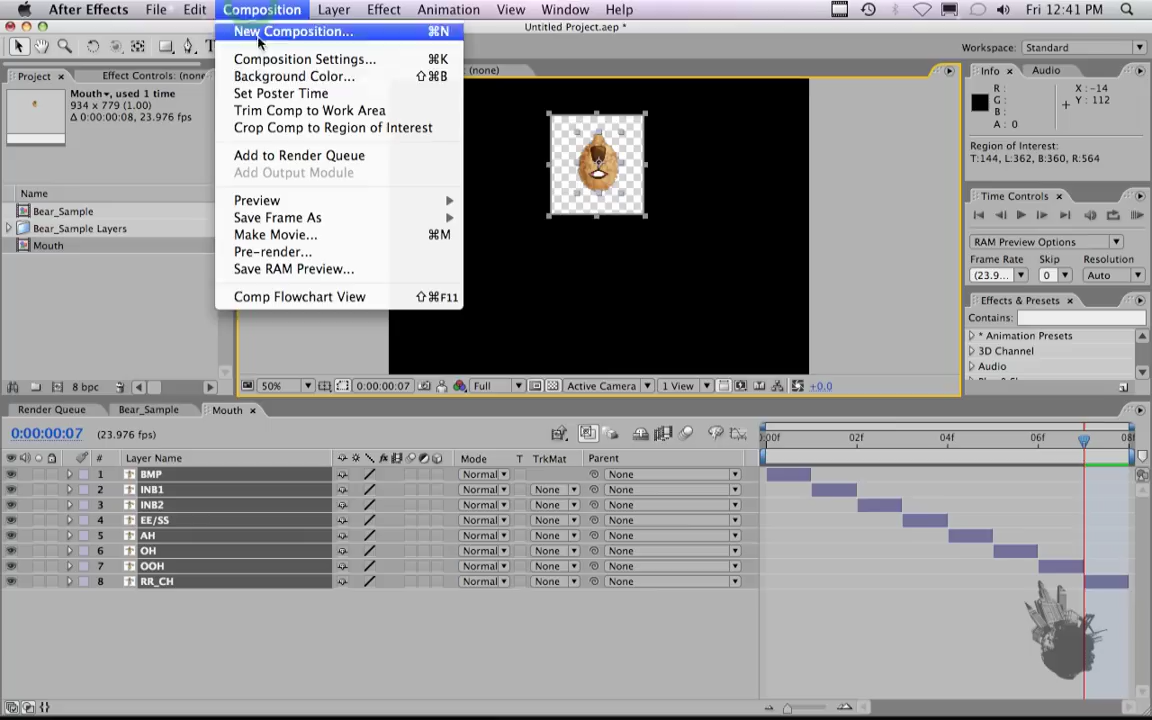 After Effects File Edit Composition Layer Effect Animation View Window Help Fri 12:41 PM
Untitled Project.aep *
Workspace: Standard
Project Effect Controls: (none
Mouth, used 1 time
934 x 779 (1.00)
Δ 0:00:00:08, 23.976 fps
Name
Bear_Sample
Bear_Sample Layers
Mouth
8 bpc
New Composition... ⌘N
Composition Settings... ⌘K
Background Color... ⇧⌘B
Set Poster Time
Trim Comp to Work Area
Crop Comp to Region of Interest
Add to Render Queue
Add Output Module
Preview
Save Frame As
Make Movie... ⌘M
Pre-render...
Save RAM Preview...
Comp Flowchart View ⇧⌘F11
(none)
50% 0:00:00:07 Full Active Camera 1 View +0.0
Info Audio
R : X : -14
G : Y : 112
B :
A : 0
Region of Interest:
T:144, L:362, B:360, R:564
Time Controls
RAM Preview Options
Frame Rate Skip Resolution
(23.9... 0 Auto
Effects & Presets
Contains:
* Animation Presets
3D Channel
Audio
Render Queue Bear_Sample Mouth
0:00:00:07 (23.976 fps)
:00f 02f 04f 06f 08f
# Layer Name Mode T TrkMat Parent
1 BMP Normal None
2 INB1 Normal None None
3 INB2 Normal None None
4 EE/SS Normal None None
5 AH Normal None None
6 OH Normal None None
7 OOH Normal None None
8 RR_CH Normal None None